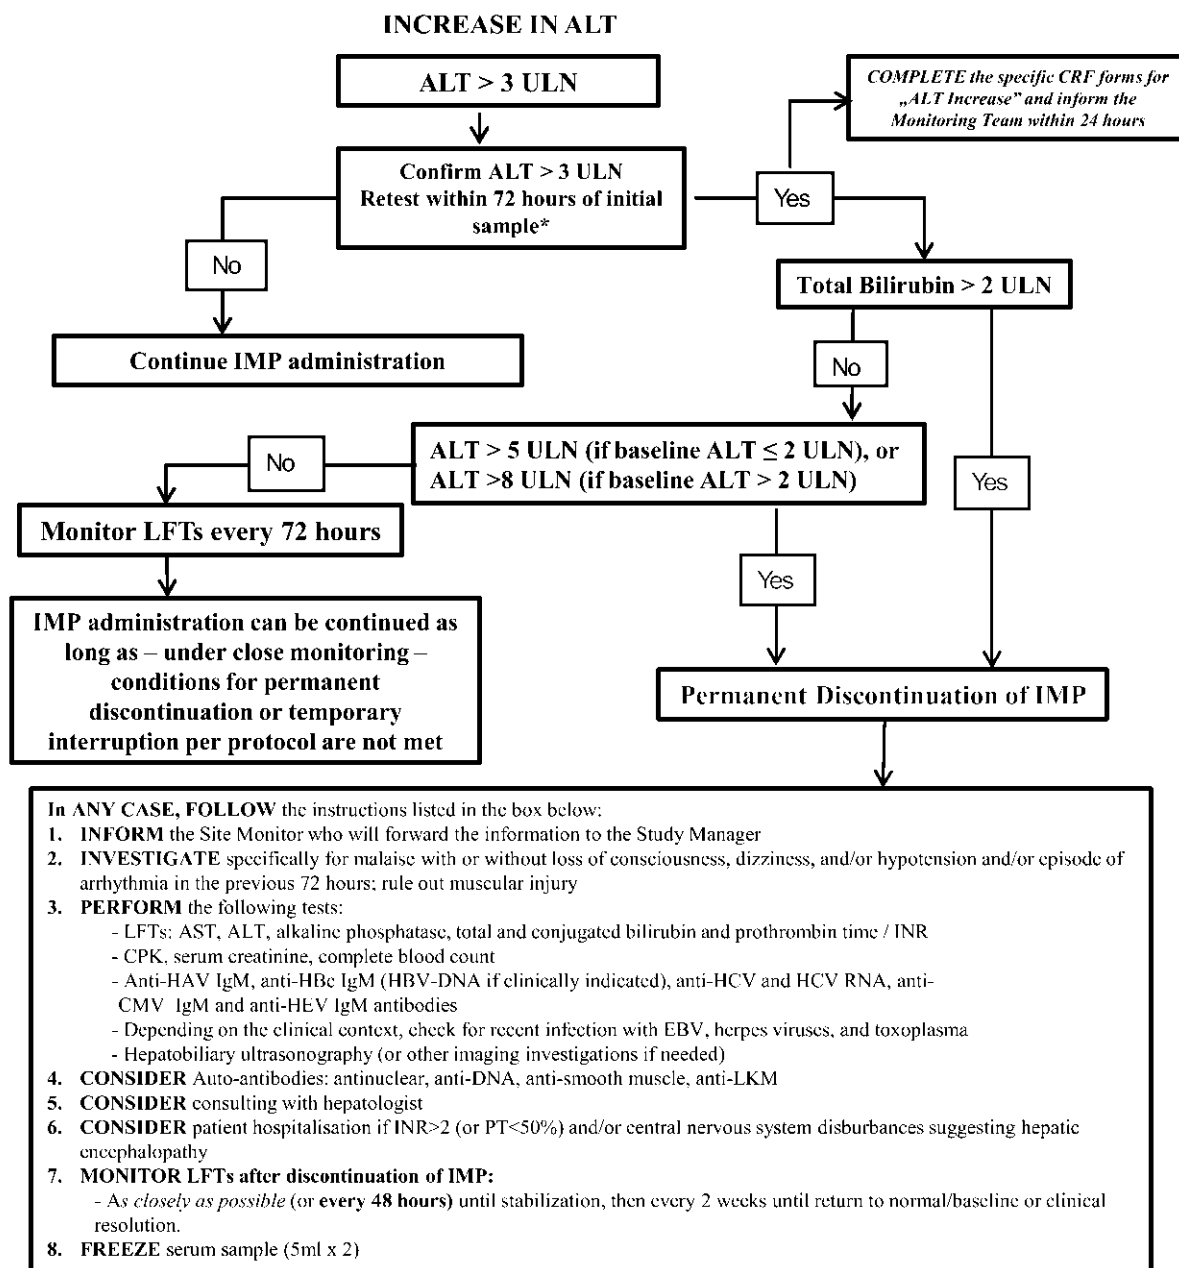 INCREASE IN ALT
ALT > 3 ULN
COMPLETE the specific CRF forms for
„ALT Increase” and inform the
Monitoring Team within 24 hours
Confirm ALT > 3 ULN
Retest within 72 hours of initial
sample*
Yes
No
Total Bilirubin > 2 ULN
Continue IMP administration
No
ALT > 5 ULN (if baseline ALT ≤ 2 ULN), or
ALT >8 ULN (if baseline ALT > 2 ULN)
No
Yes
Monitor LFTs every 72 hours
Yes
IMP administration can be continued as
long as – under close monitoring –
conditions for permanent
discontinuation or temporary
interruption per protocol are not met
Permanent Discontinuation of IMP
In ANY CASE, FOLLOW the instructions listed in the box below:
1. INFORM the Site Monitor who will forward the information to the Study Manager
2. INVESTIGATE specifically for malaise with or without loss of consciousness, dizziness, and/or hypotension and/or episode of
arrhythmia in the previous 72 hours; rule out muscular injury
3. PERFORM the following tests:
- LFTs: AST, ALT, alkaline phosphatase, total and conjugated bilirubin and prothrombin time / INR
- CPK, serum creatinine, complete blood count
- Anti-HAV IgM, anti-HBc IgM (HBV-DNA if clinically indicated), anti-HCV and HCV RNA, anti-
CMV IgM and anti-HEV IgM antibodies
- Depending on the clinical context, check for recent infection with EBV, herpes viruses, and toxoplasma
- Hepatobiliary ultrasonography (or other imaging investigations if needed)
4. CONSIDER Auto-antibodies: antinuclear, anti-DNA, anti-smooth muscle, anti-LKM
5. CONSIDER consulting with hepatologist
6. CONSIDER patient hospitalisation if INR>2 (or PT<50%) and/or central nervous system disburbances suggesting hepatic
encephalopathy
7. MONITOR LFTs after discontinuation of IMP:
- As closely as possible (or every 48 hours) until stabilization, then every 2 weeks until return to normal/baseline or clinical
resolution.
8. FREEZE serum sample (5ml x 2)